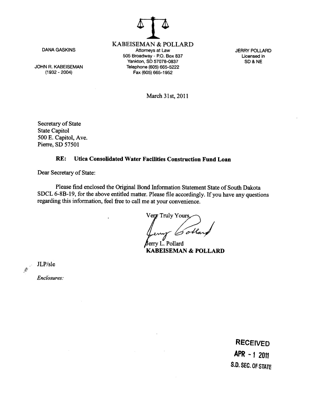 KABEISEMAN & POLLARD
Attorneys at Law
505 Broadway - P.O. Box 837
Yankton, SD 57078-0837
Telephone (605) 665-5222
Fax (605) 665-1952
DANA GASKINS
JOHN R. KABEISEMAN
(1932 - 2004)
JERRY POLLARD
Licensed in
SD & NE
March 31st, 2011
Secretary of State
State Capitol
500 E. Capitol, Ave.
Pierre, SD 57501
RE: Utica Consolidated Water Facilities Construction Fund Loan
Dear Secretary of State:
Please find enclosed the Original Bond Information Statement State of South Dakota
SDCL 6-8B-19, for the above entitled matter. Please file accordingly. If you have any questions
regarding this information, feel free to call me at your convenience.
Very Truly Yours,
Jerry Pollard
Jerry L. Pollard
KABEISEMAN & POLLARD
JLP/sle
Enclosures:
RECEIVED
APR - 1 2011
S.D. SEC. OF STATE